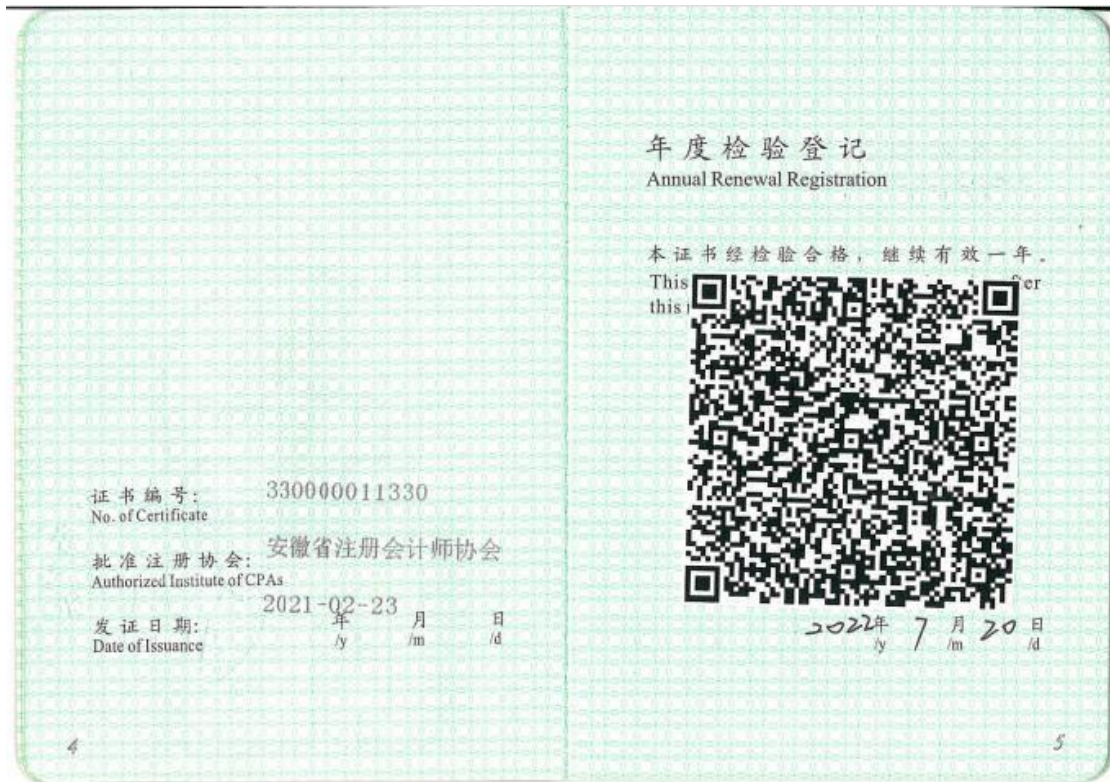 证书编号: 330000011330
No. of Certificate
批准注册协会: 安徽省注册会计师协会
Authorized Institute of CPAs
发证日期: 2021-02-23
年 月 日
Date of Issuance /y /m /d
4
年度检验登记
Annual Renewal Registration
本证书经检验合格，继续有效一年.
This
this
2022年 7月 20日
/y /m /d
5